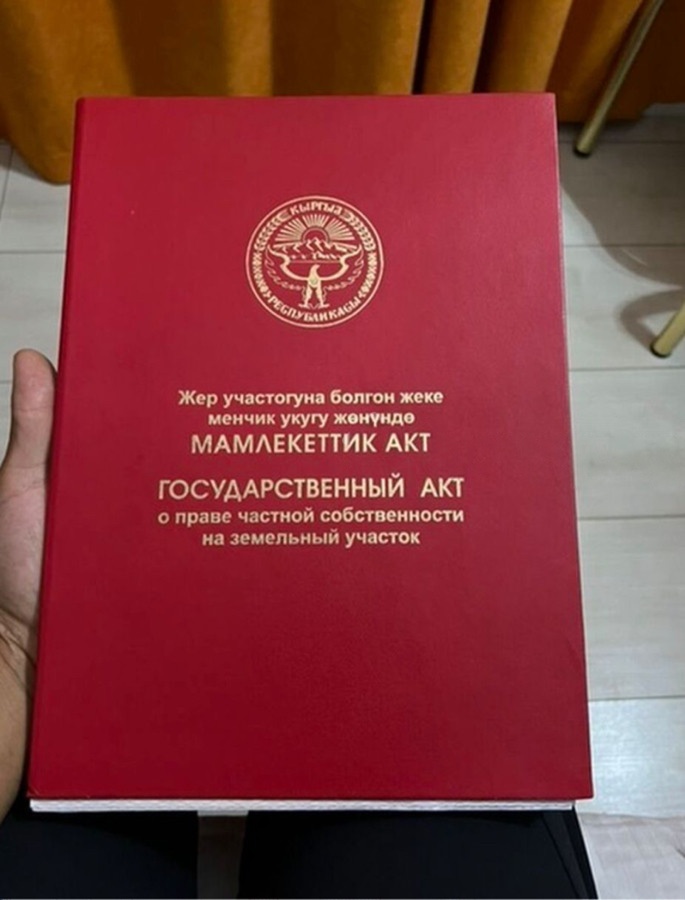 КЫРГЫЗ
РЕСПУБЛИКАСЫ
Жер участогуна болгон жеке
менчик укугу жөнүндө
МАМЛЕКЕТТИК АКТ
ГОСУДАРСТВЕННЫЙ АКТ
о праве частной собственности
на земельный участок